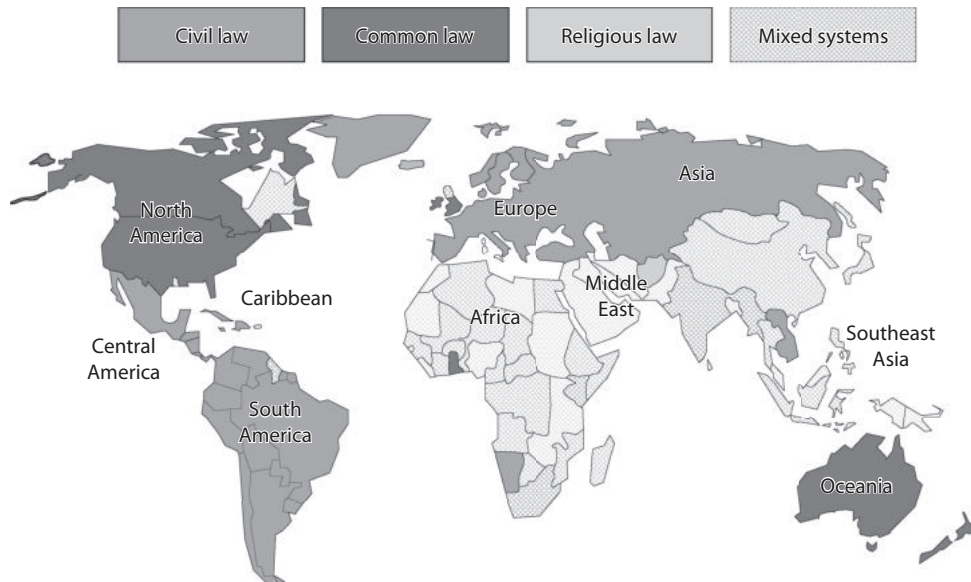 Civil law
Common law
Religious law
Mixed systems
Asia
North
America
Europe
Middle
East
Caribbean
Africa
Southeast
Asia
Central
America
South
America
Oceania